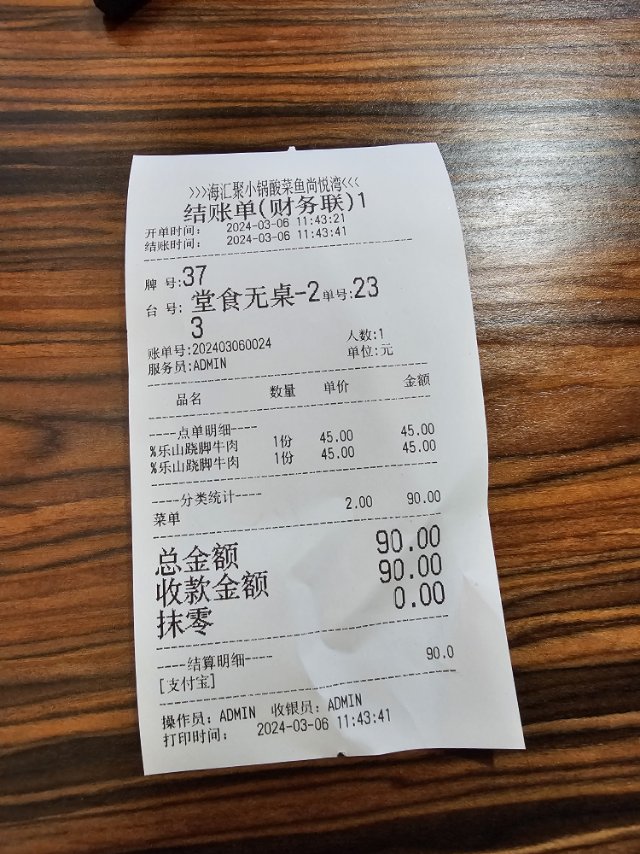 >>>海汇聚小锅酸菜鱼尚悦湾<<<
结账单(财务联)1
开单时间: 2024-03-06 11:43:21
结账时间: 2024-03-06 11:43:41
牌 号:37
台 号: 堂食无桌-2 单号:23
3
账单号:202403060024 人数:1
服务员:ADMIN 单位:元
品名 数量 单价 金额
----点单明细----
%乐山跷脚牛肉 1份 45.00 45.00
%乐山跷脚牛肉 1份 45.00 45.00
----分类统计----
菜单 2.00 90.00
总金额 90.00
收款金额 90.00
抹零 0.00
----结算明细----
[支付宝] 90.0
操作员: ADMIN 收银员: ADMIN
打印时间: 2024-03-06 11:43:41